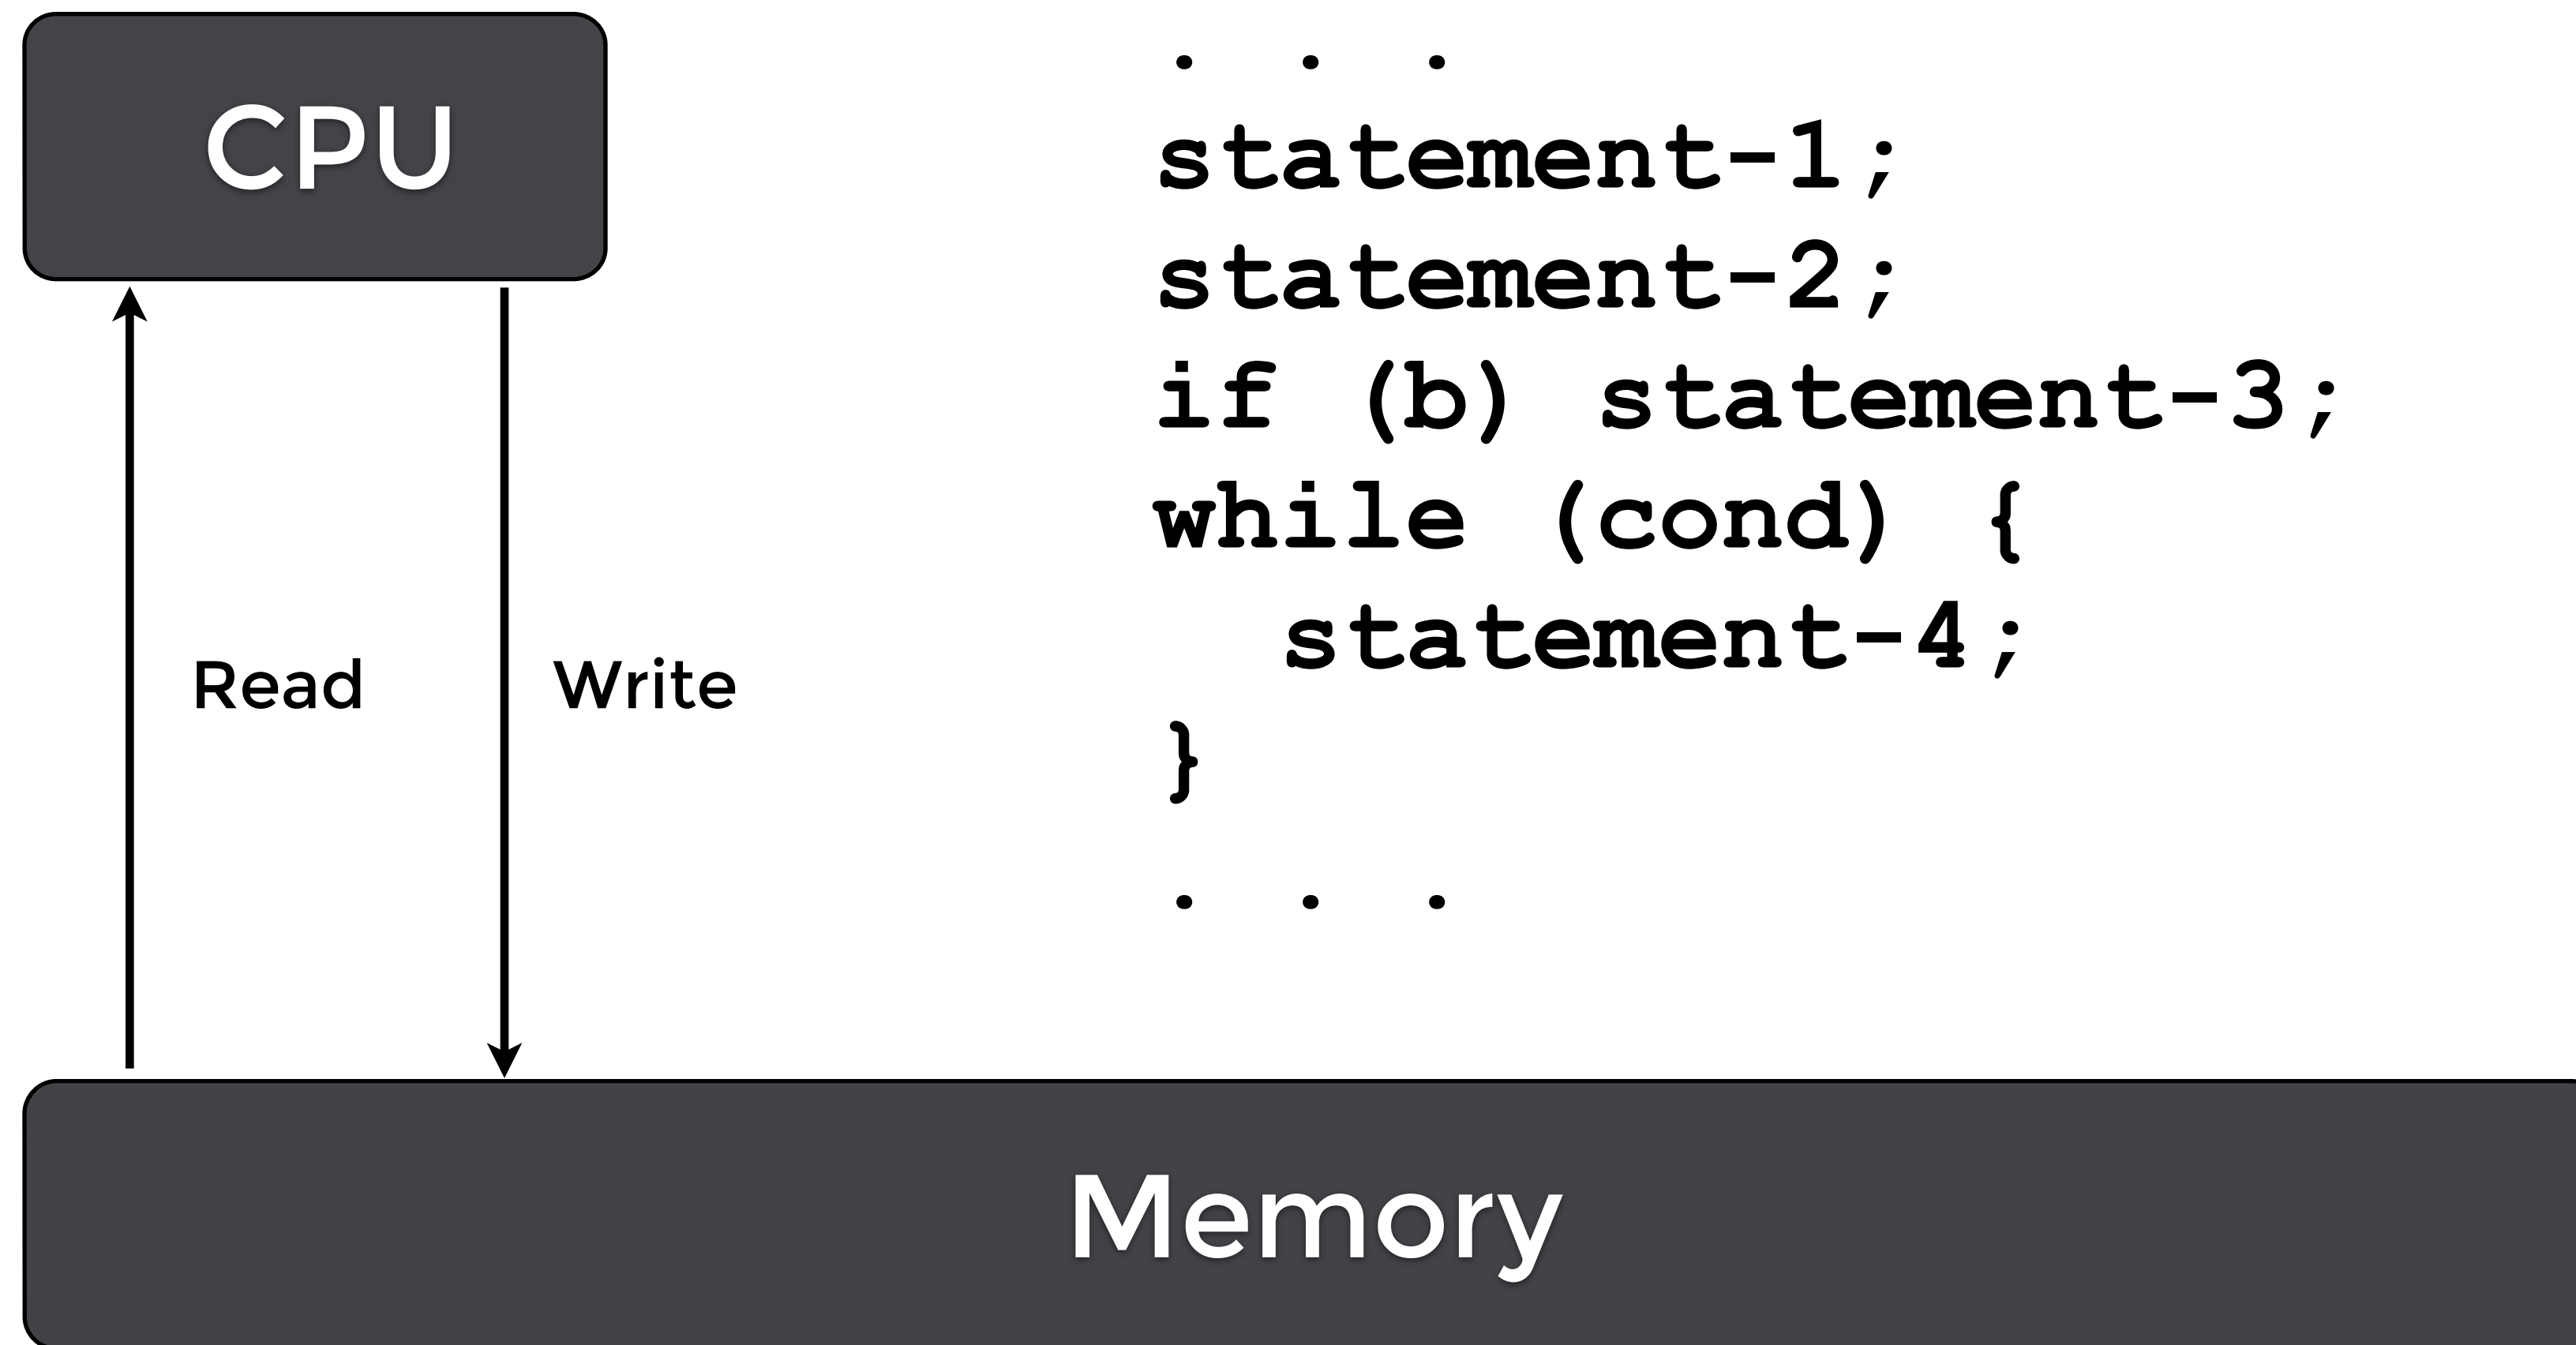 CPU
Read
Write
. . .
statement-1;
statement-2;
if (b) statement-3;
while (cond) {
  statement-4;
}
. . .
Memory